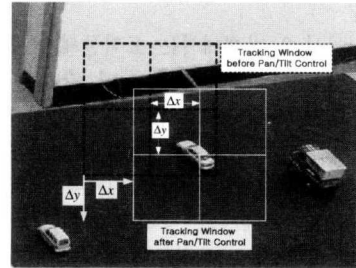 Tracking Window
before Pan/Tilt Control
Δx
Δy
Δy
Δx
Tracking Window
after Pan/Tilt Control